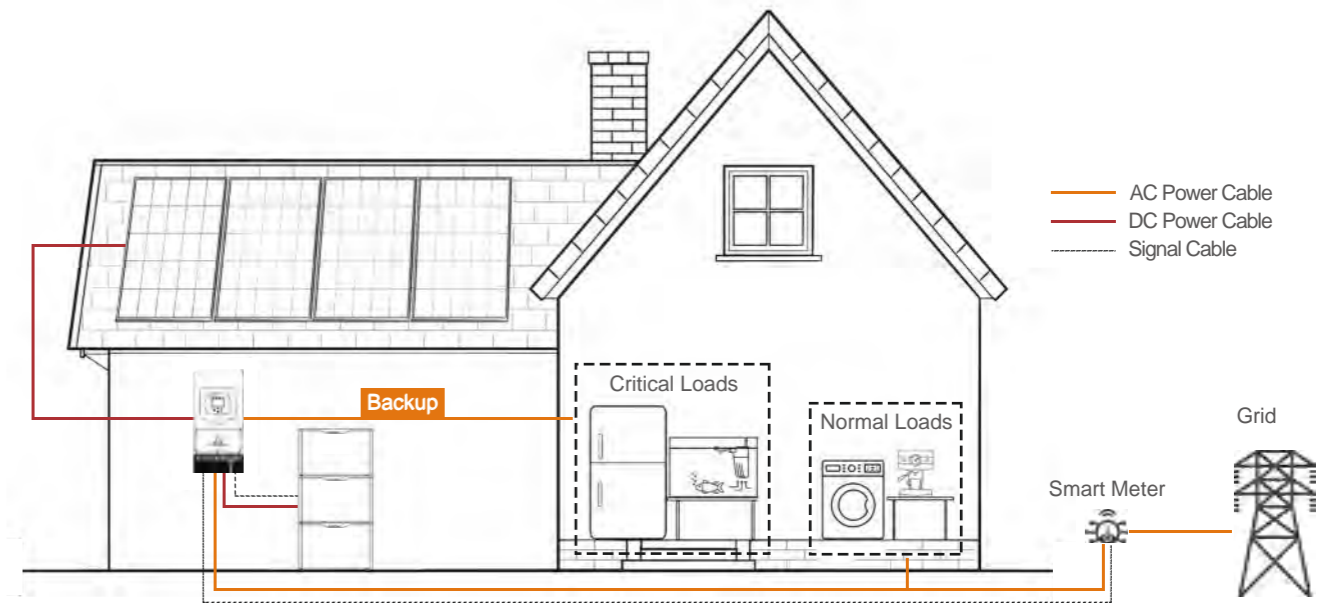 AC Power Cable
DC Power Cable
Signal Cable
Backup
Critical Loads
Normal Loads
Grid
Smart Meter